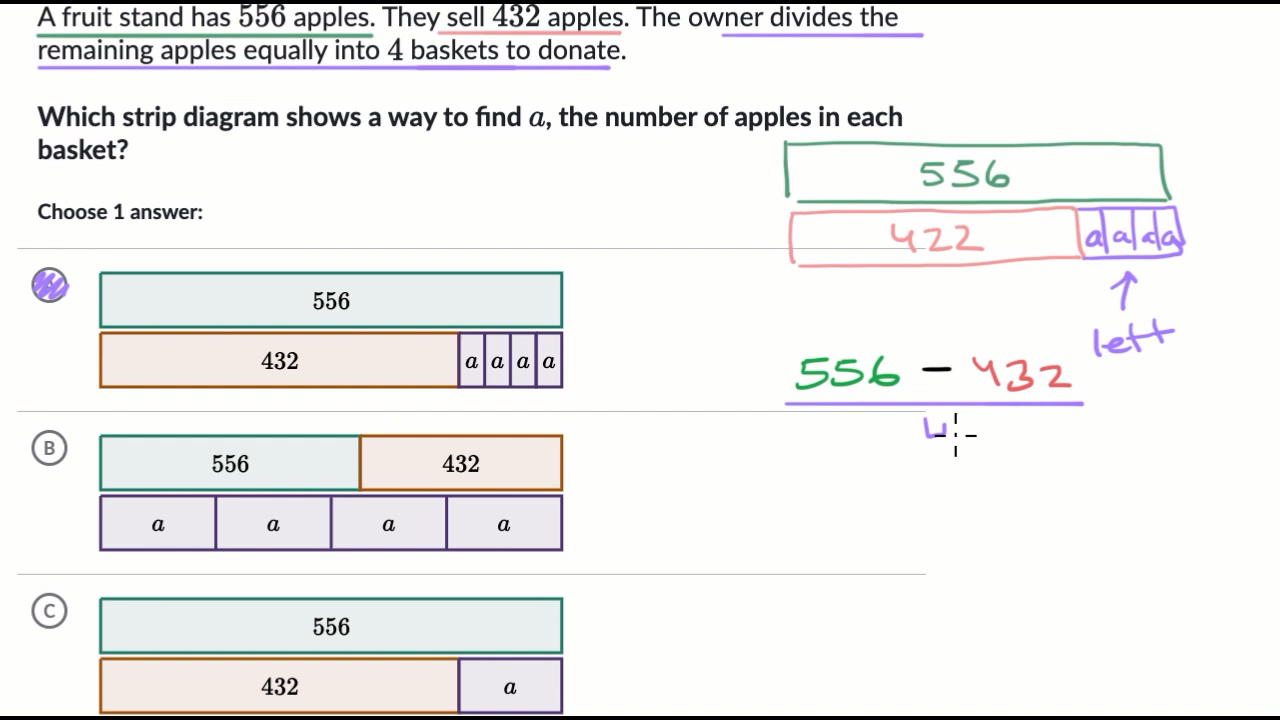 A fruit stand has 556 apples. They sell 432 apples. The owner divides the
remaining apples equally into 4 baskets to donate.
Which strip diagram shows a way to find a, the number of apples in each
basket?
Choose 1 answer:
556
422 a a a a
left
556 - 432
4
556
432 a a a a
B
556 432
a a a a
C
556
432 a